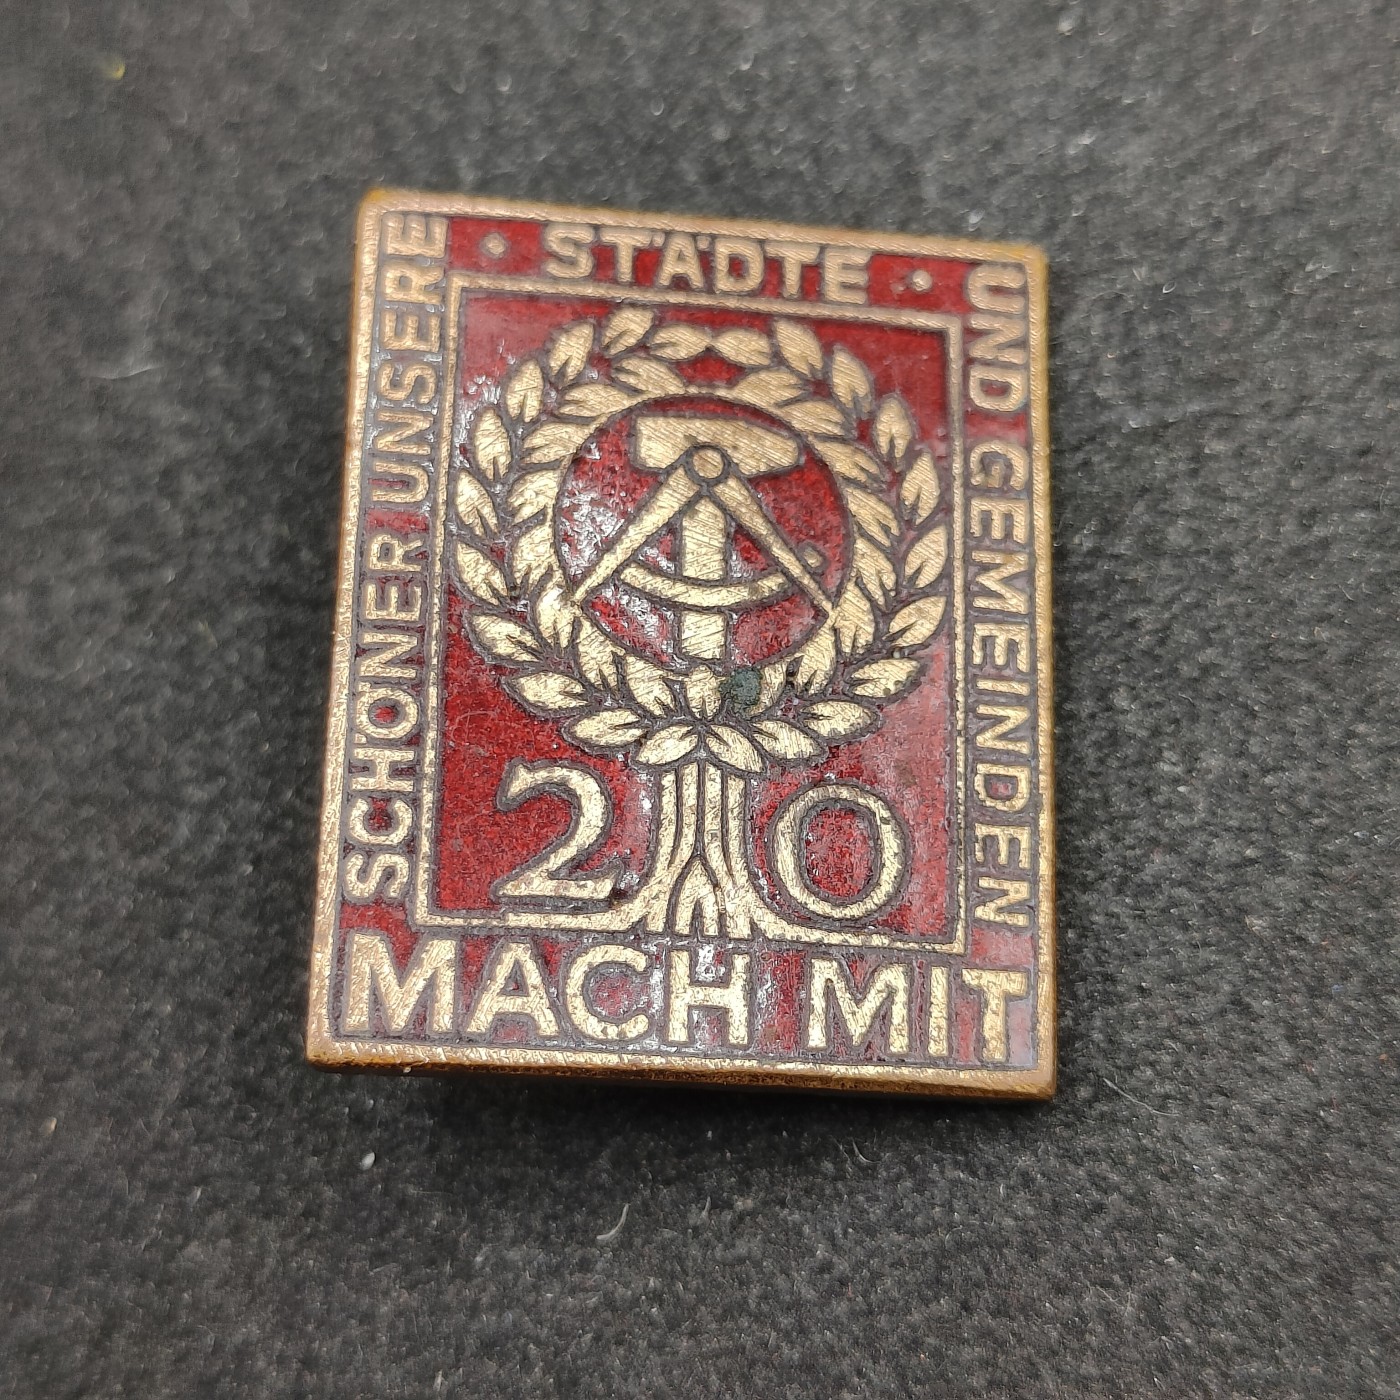 SCHÖNER UNSERE
· STÄDTE ·
UND GEMEINDEN
20
MACH MIT